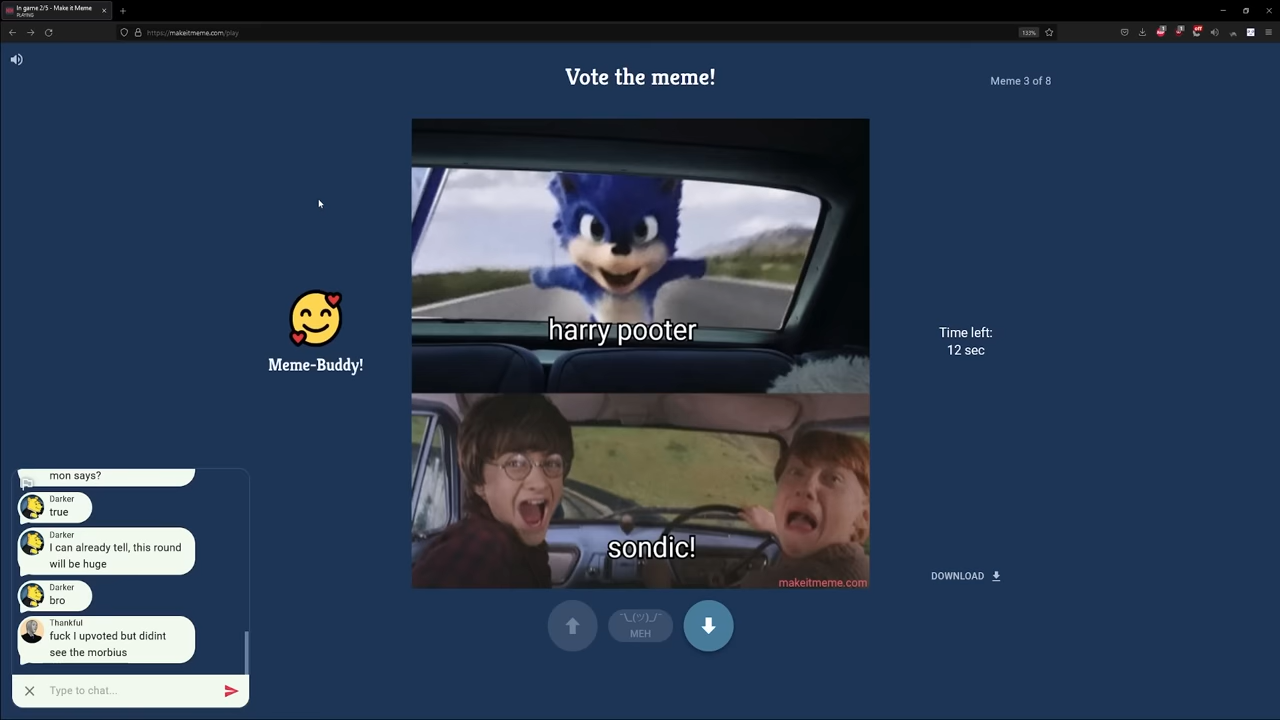 In game 2/5 - Make it Meme
PLAYING
https://makeitmeme.com/play
133%
Vote the meme!
Meme 3 of 8
harry pooter
sondic!
makeitmeme.com
Meme-Buddy!
Time left:
12 sec
DOWNLOAD
¯\_(ツ)_/¯
MEH
mon says?
Darker
true
Darker
I can already tell, this round
will be huge
Darker
bro
Thankful
fuck I upvoted but didint
see the morbius
Type to chat...